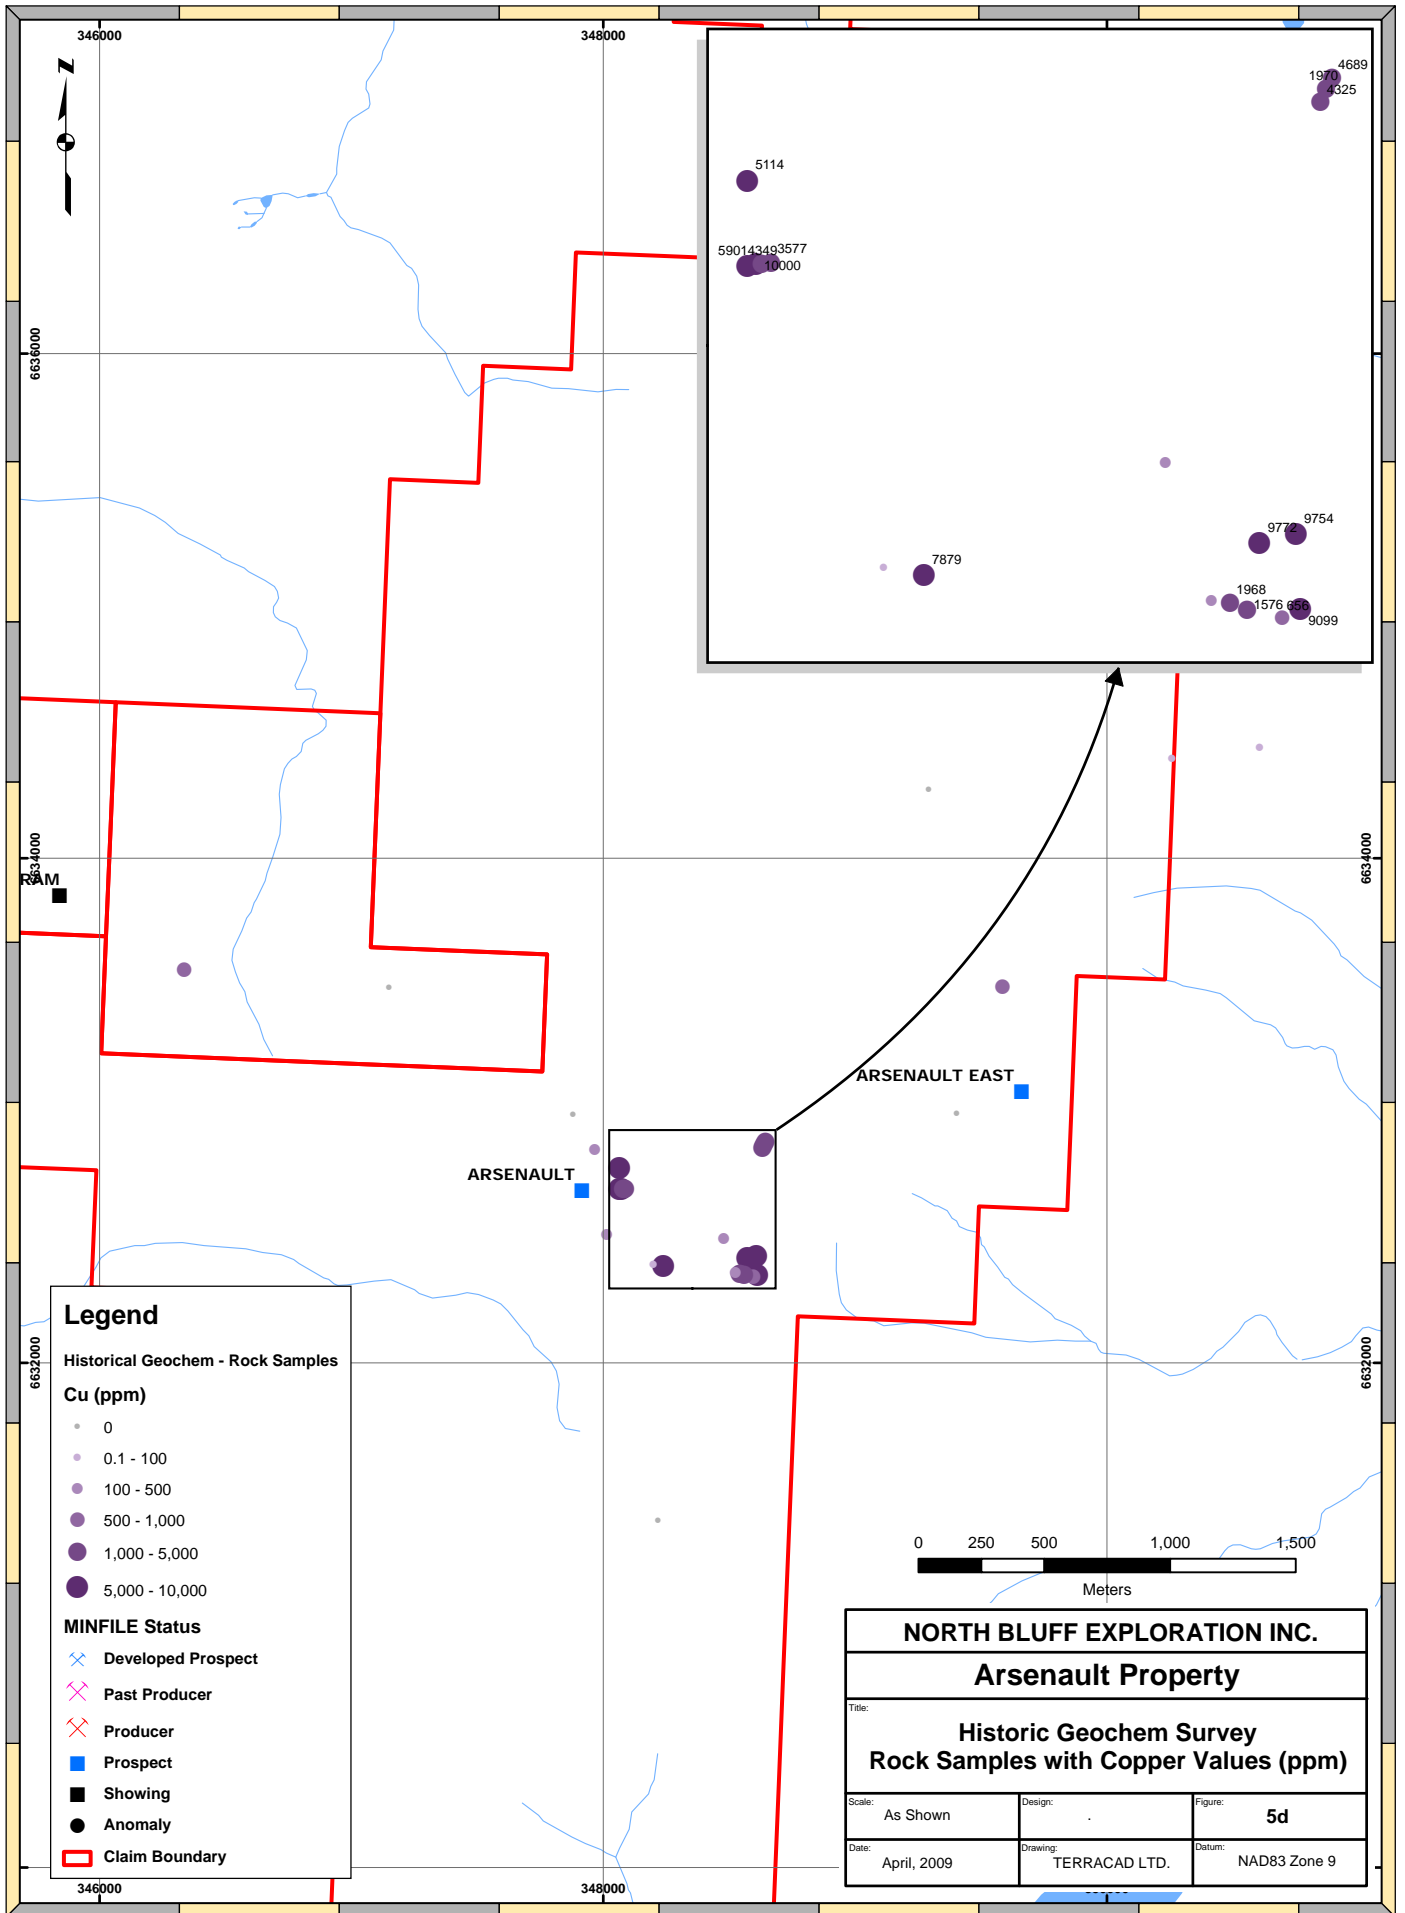 346000
348000
N
4689
1970
4325
5114
5901 4349 3577
10000
6636000
9754
9772
7879
1968
1576 656
9099
6634000
6634000
RAM
ARSENAULT EAST
ARSENAULT
Legend
Historical Geochem - Rock Samples
Cu (ppm)
0
0.1 - 100
100 - 500
500 - 1,000
1,000 - 5,000
5,000 - 10,000
MINFILE Status
Developed Prospect
Past Producer
Producer
Prospect
Showing
Anomaly
Claim Boundary
6632000
6632000
0 250 500 1,000 1,500
Meters
NORTH BLUFF EXPLORATION INC.
Arsenault Property
Title:
Historic Geochem Survey
Rock Samples with Copper Values (ppm)
Scale: As Shown
Design: .
Figure: 5d
Date: April, 2009
Drawing: TERRACAD LTD.
Datum: NAD83 Zone 9
346000
348000